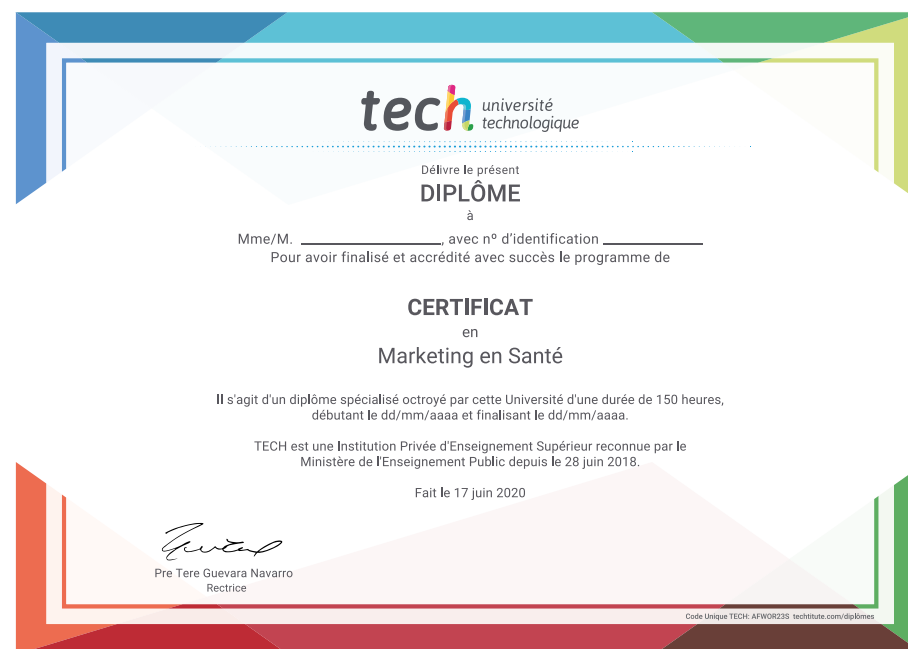 tech université
technologique
Délivre le présent
DIPLÔME
à
Mme/M. ____________________, avec nº d'identification ______________
Pour avoir finalisé et accrédité avec succès le programme de
CERTIFICAT
en
Marketing en Santé
Il s'agit d'un diplôme spécialisé octroyé par cette Université d'une durée de 150 heures,
débutant le dd/mm/aaaa et finalisant le dd/mm/aaaa.
TECH est une Institution Privée d'Enseignement Supérieur reconnue par le
Ministère de l'Enseignement Public depuis le 28 juin 2018.
Fait le 17 juin 2020
Pre Tere Guevara Navarro
Rectrice
Code Unique TECH: AFWOR23S techtitute.com/diplômes